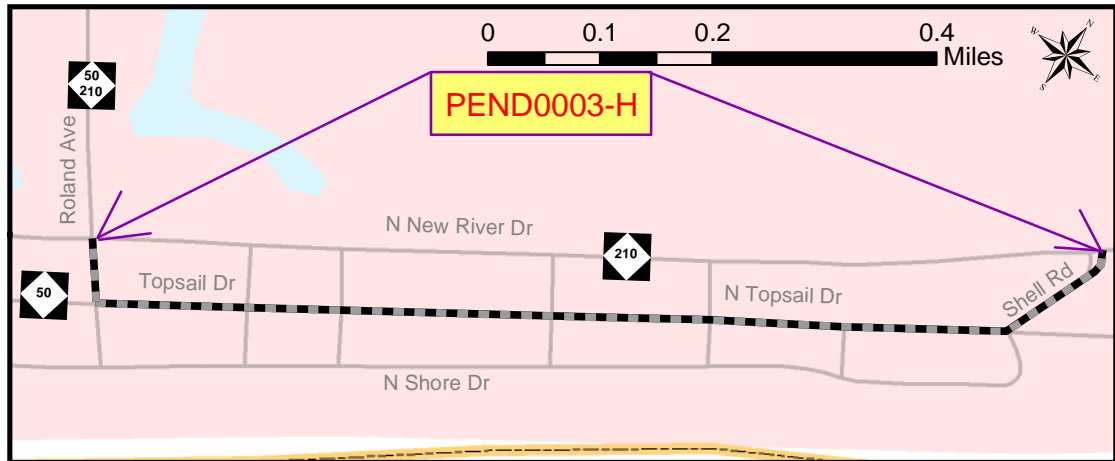 0 0.1 0.2 0.4
Miles
N
W
E
S
50
210
PEND0003-H
Roland Ave
N New River Dr
210
50
Topsail Dr
N Topsail Dr
Shell Rd
N Shore Dr